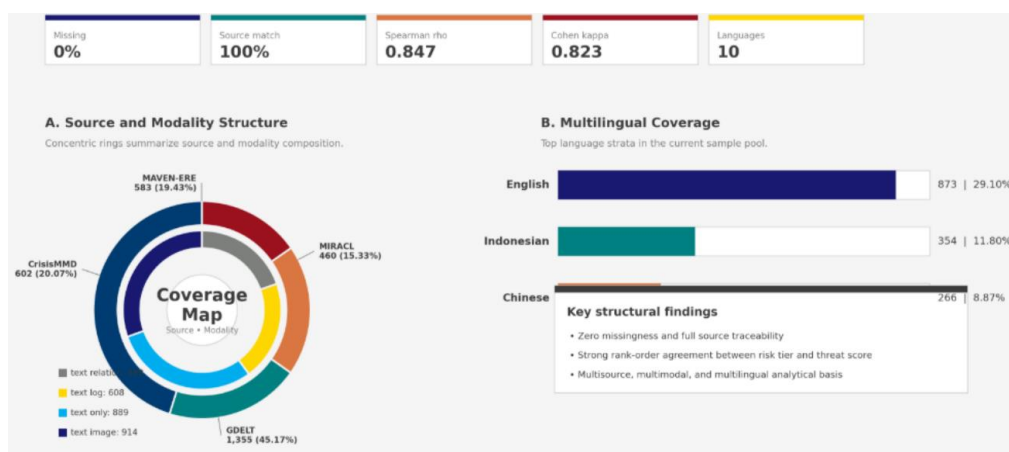 Missing
0%
Source match
100%
Spearman rho
0.847
Cohen kappa
0.823
Languages
10
A. Source and Modality Structure
Concentric rings summarize source and modality composition.
MAVEN-ERE
583 (19.43%)
MIRACL
460 (15.33%)
CrisisMMD
602 (20.07%)
Coverage
Map
Source • Modality
text
text log: 608
text only: 889
text image: 914
GDELT
1,355 (45.17%)
B. Multilingual Coverage
Top language strata in the current sample pool.
English
873 | 29.10%
Indonesian
354 | 11.80%
Chinese
266 | 8.87%
Key structural findings
• Zero missingness and full source traceability
• Strong rank-order agreement between risk tier and threat score
• Multisource, multimodal, and multilingual analytical basis